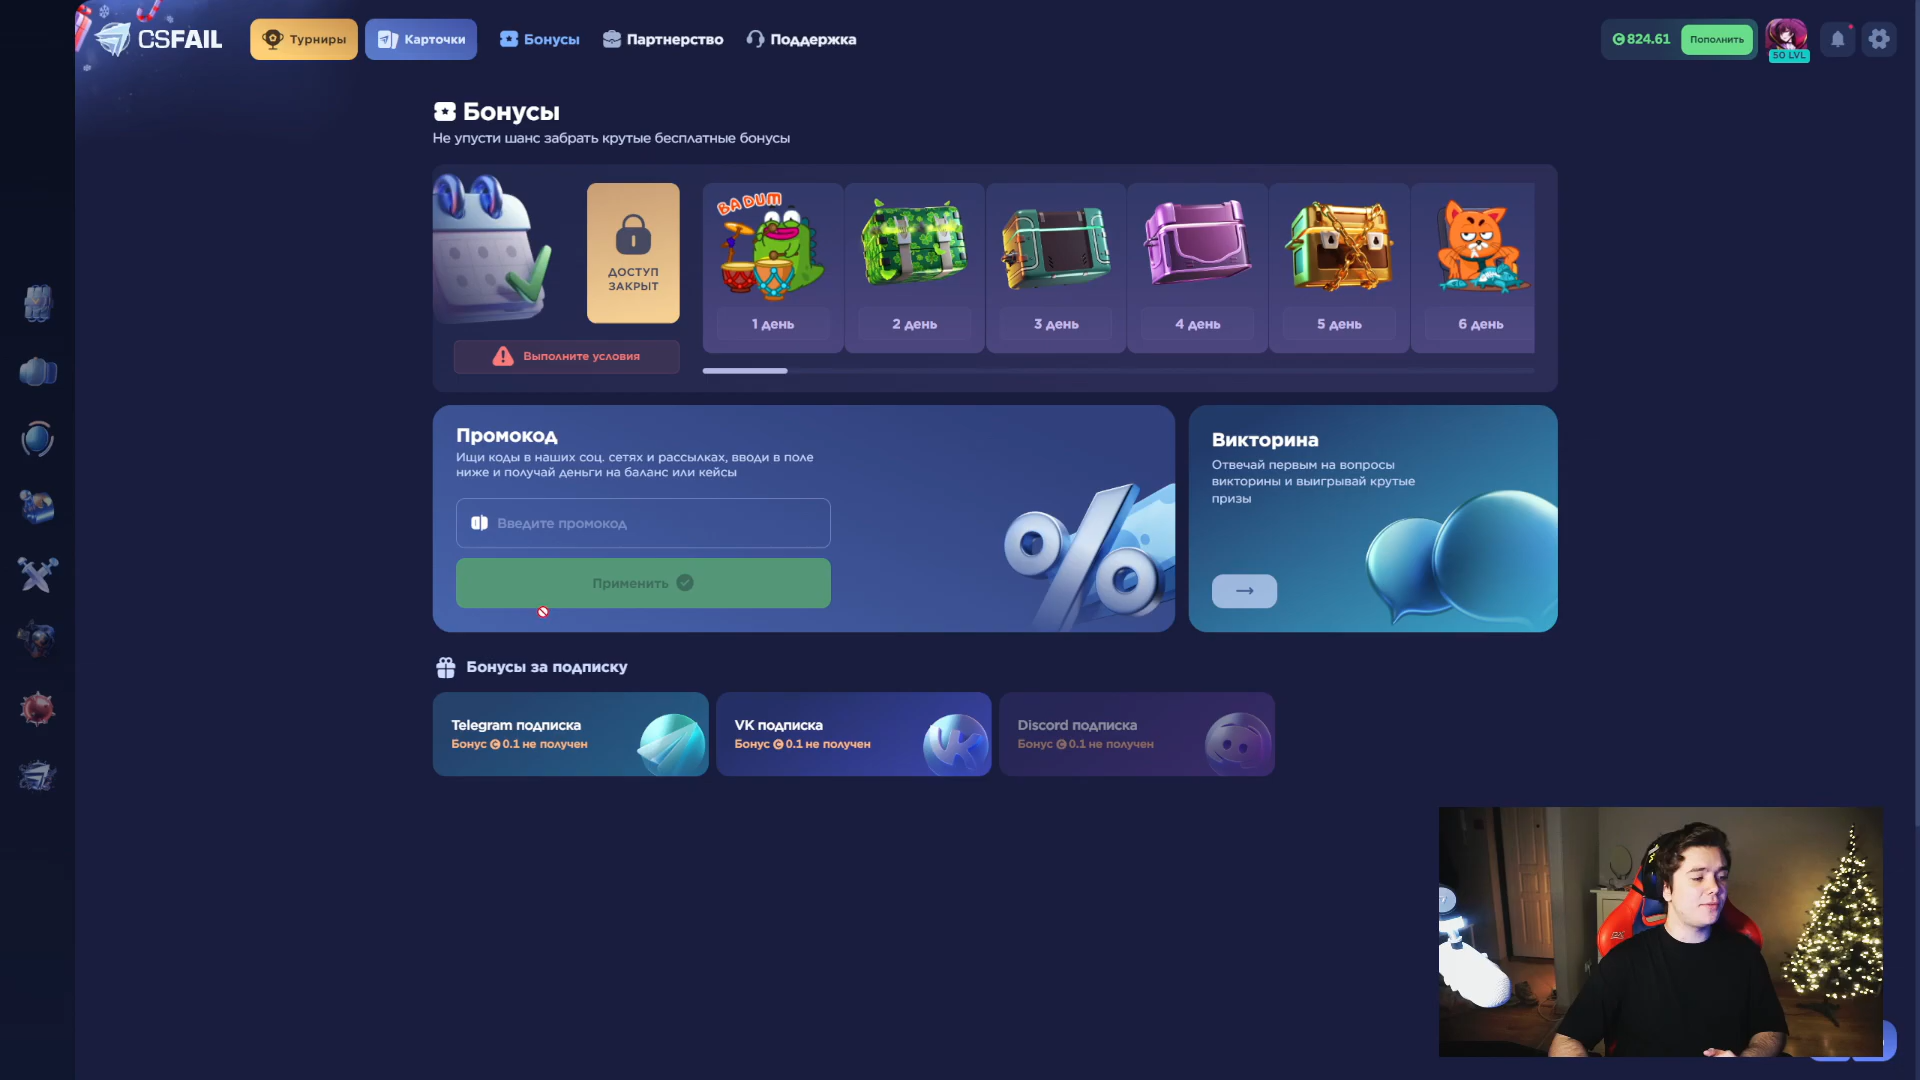 CSFAIL
Турниры
Карточки
Бонусы
Партнерство
Поддержка
824.61
Пополнить
50 LVL
Бонусы
Не упусти шанс забрать крутые бесплатные бонусы
ДОСТУП
ЗАКРЫТ
Выполните условия
BA DUM
1 день
2 день
3 день
4 день
5 день
6 день
Промокод
Ищи коды в наших соц. сетях и рассылках, вводи в поле
ниже и получай деньги на баланс или кейсы
Введите промокод
Применить
Викторина
Отвечай первым на вопросы
викторины и выигрывай крутые
призы
Бонусы за подписку
Telegram подписка
Бонус 0.1 не получен
VK подписка
Бонус 0.1 не получен
Discord подписка
Бонус 0.1 не получен